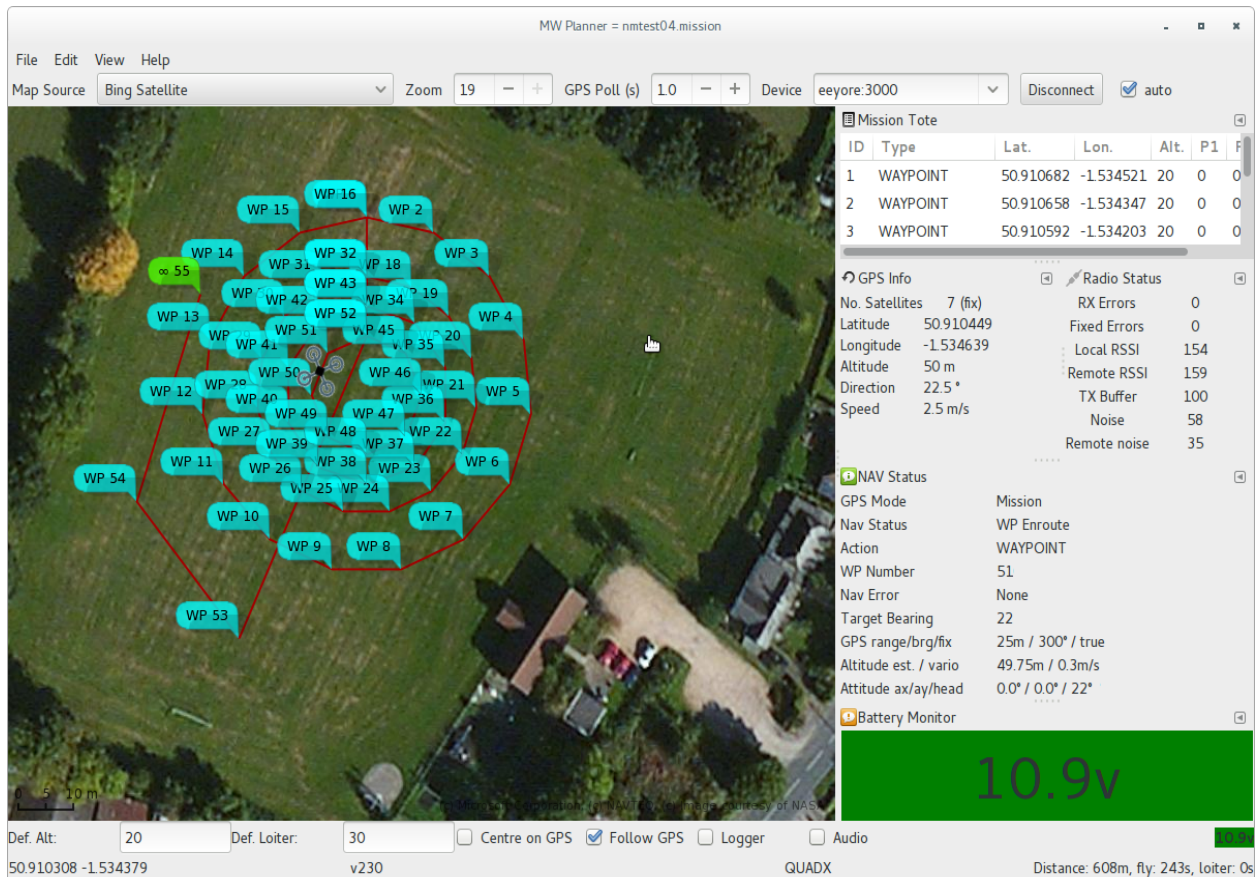 MW Planner = nmtest04.mission
File Edit View Help
Map Source Bing Satellite Zoom 19 − + GPS Poll (s) 1.0 − + Device eeyore:3000 Disconnect auto
WP 16
WP 15 WP 2
WP 14 WP 32 WP 3
∞ 55 WP 31 WP 18
WP 43
WP 42 WP 34 WP 19
WP 13 WP 52 WP 4
WP 51 WP 45 20
WP 41 WP 35
WP 50 WP 46
WP 12 WP 28 WP 21 WP 5
WP 40 WP 36
WP 49 WP 47
WP 27 WP 48 WP 22
WP 39 WP 37
WP 11 WP 26 WP 38 WP 23 WP 6
WP 54
WP 25 WP 24
WP 10 WP 7
WP 9 WP 8
WP 53
0 5 10 m
Mission Tote
ID Type Lat. Lon. Alt. P1
1 WAYPOINT 50.910682 -1.534521 20 0 0
2 WAYPOINT 50.910658 -1.534347 20 0 0
3 WAYPOINT 50.910592 -1.534203 20 0 0
GPS Info
No. Satellites 7 (fix)
Latitude 50.910449
Longitude -1.534639
Altitude 50 m
Direction 22.5 °
Speed 2.5 m/s
Radio Status
RX Errors 0
Fixed Errors 0
Local RSSI 154
Remote RSSI 159
TX Buffer 100
Noise 58
Remote noise 35
NAV Status
GPS Mode Mission
Nav Status WP Enroute
Action WAYPOINT
WP Number 51
Nav Error None
Target Bearing 22
GPS range/brg/fix 25m / 300° / true
Altitude est. / vario 49.75m / 0.3m/s
Attitude ax/ay/head 0.0° / 0.0° / 22°
Battery Monitor
10.9v
Def. Alt: 20 Def. Loiter: 30 Centre on GPS Follow GPS Logger Audio 10.9v
50.910308 -1.534379 v230 QUADX Distance: 608m, fly: 243s, loiter: 0s